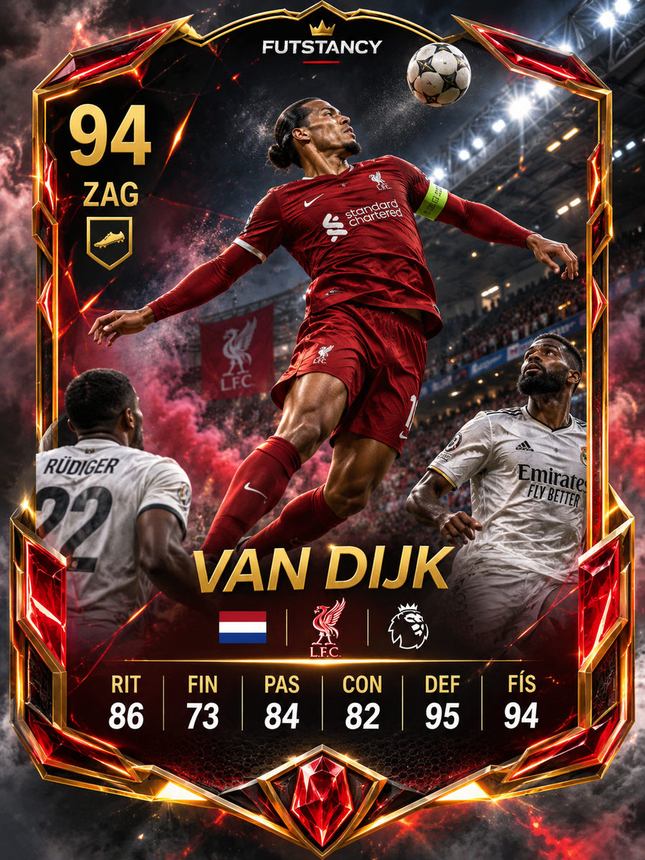 FUTSTANCY
94
ZAG
standard
chartered
L.F.C.
RÜDIGER
22
Emirates
FLY BETTER
VAN DIJK
L.F.C.
RIT FIN PAS CON DEF FÍS
86 73 84 82 95 94